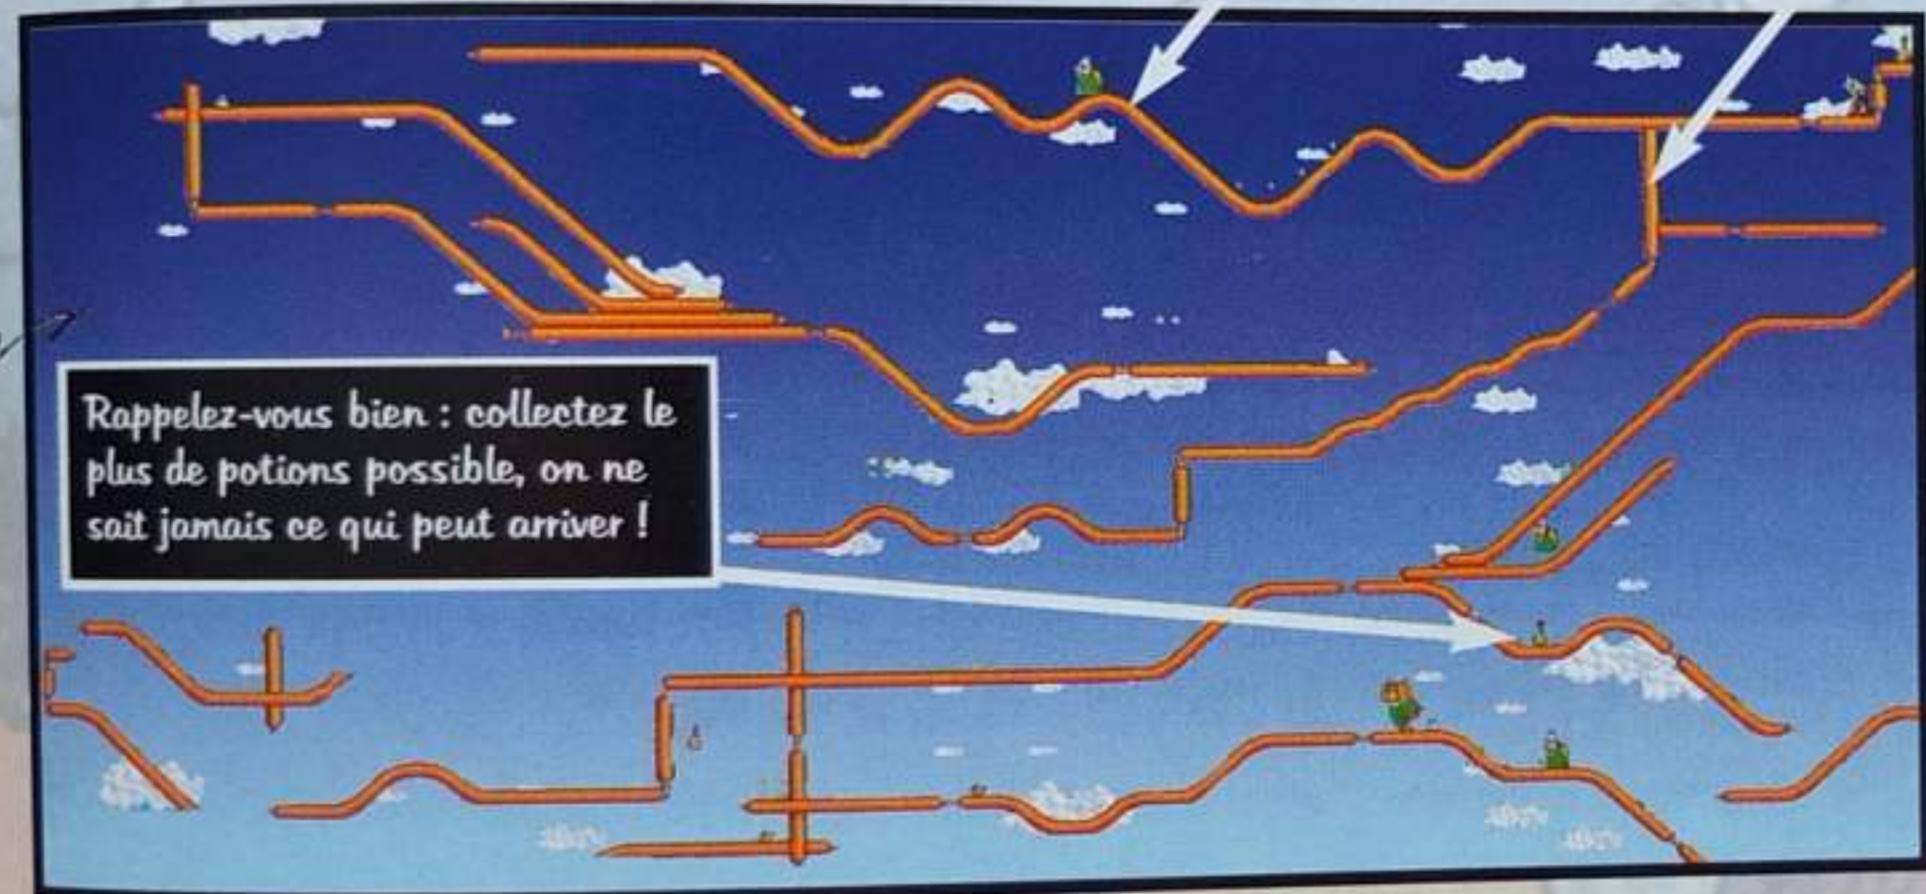 Rappelez-vous bien : collectez le
plus de potions possible, on ne
sait jamais ce qui peut arriver !